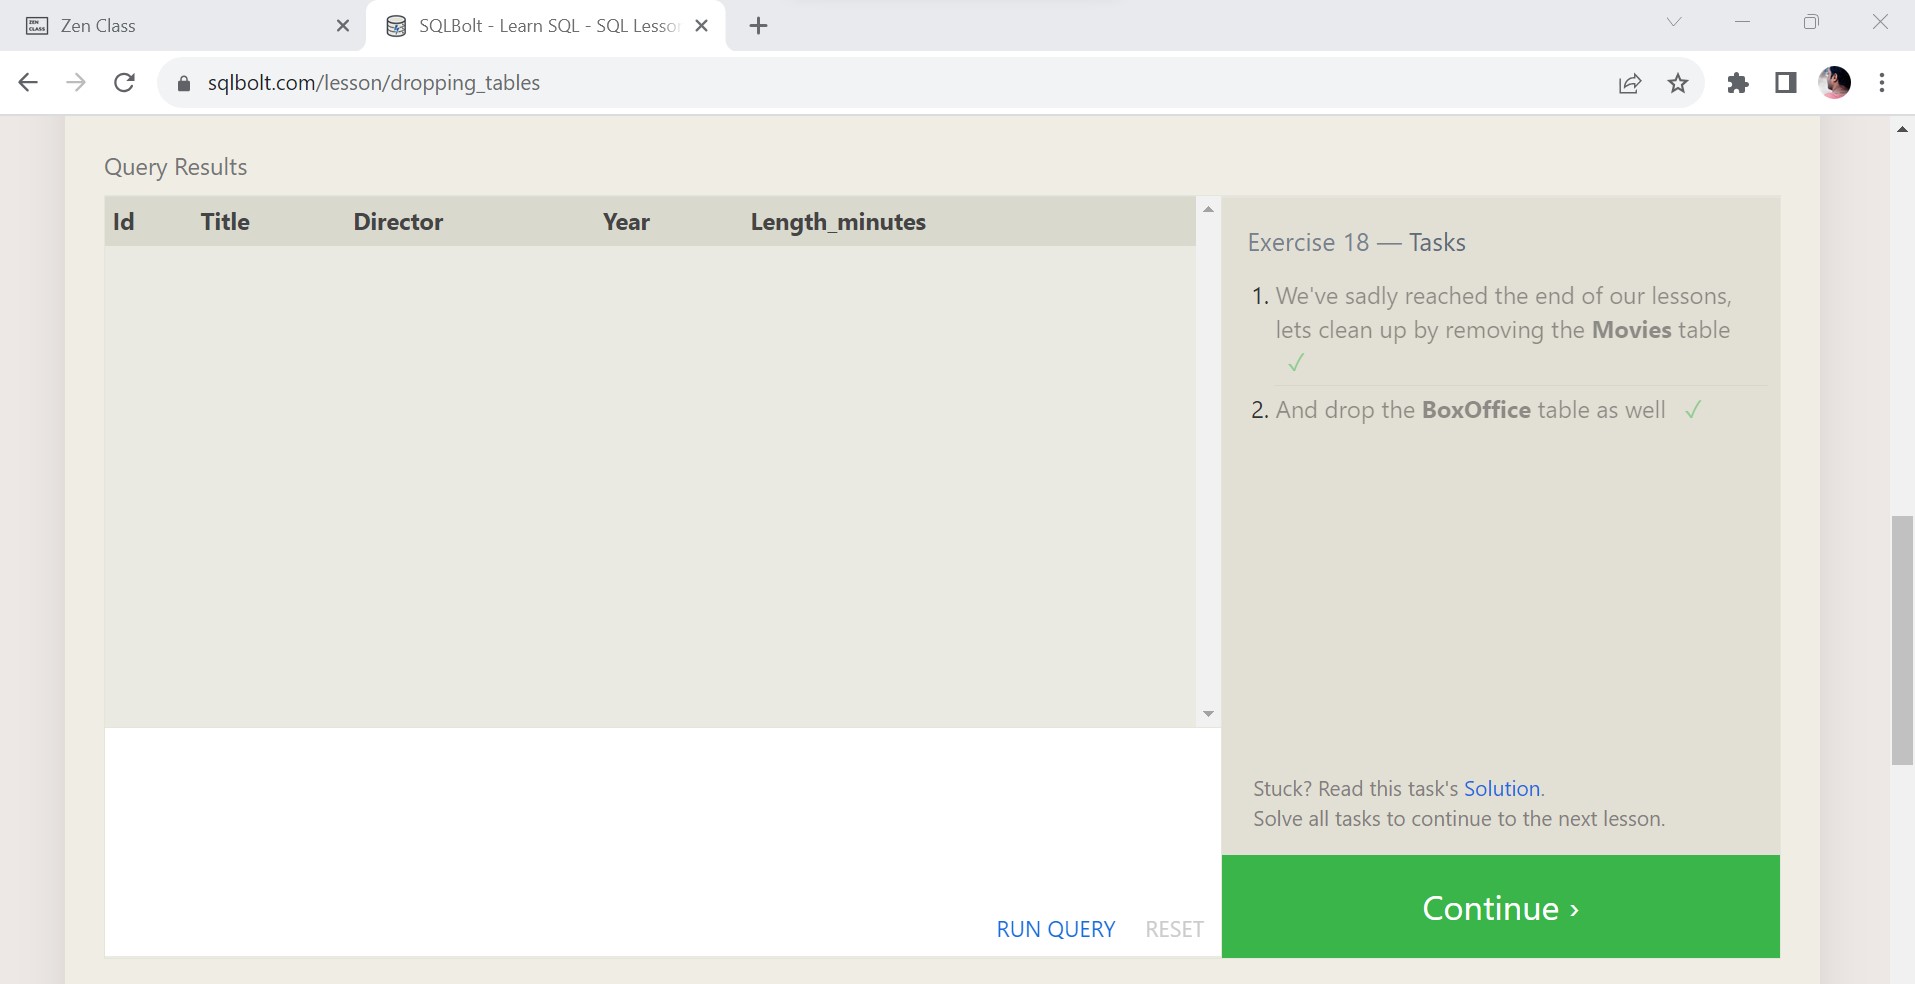 Zen Class
SQLBolt - Learn SQL - SQL Lesso
sqlbolt.com/lesson/dropping_tables
Query Results
Id Title Director Year Length_minutes
Exercise 18 — Tasks
1. We've sadly reached the end of our lessons,
lets clean up by removing the Movies table
✓
2. And drop the BoxOffice table as well ✓
Stuck? Read this task's Solution.
Solve all tasks to continue to the next lesson.
RUN QUERY RESET
Continue ›